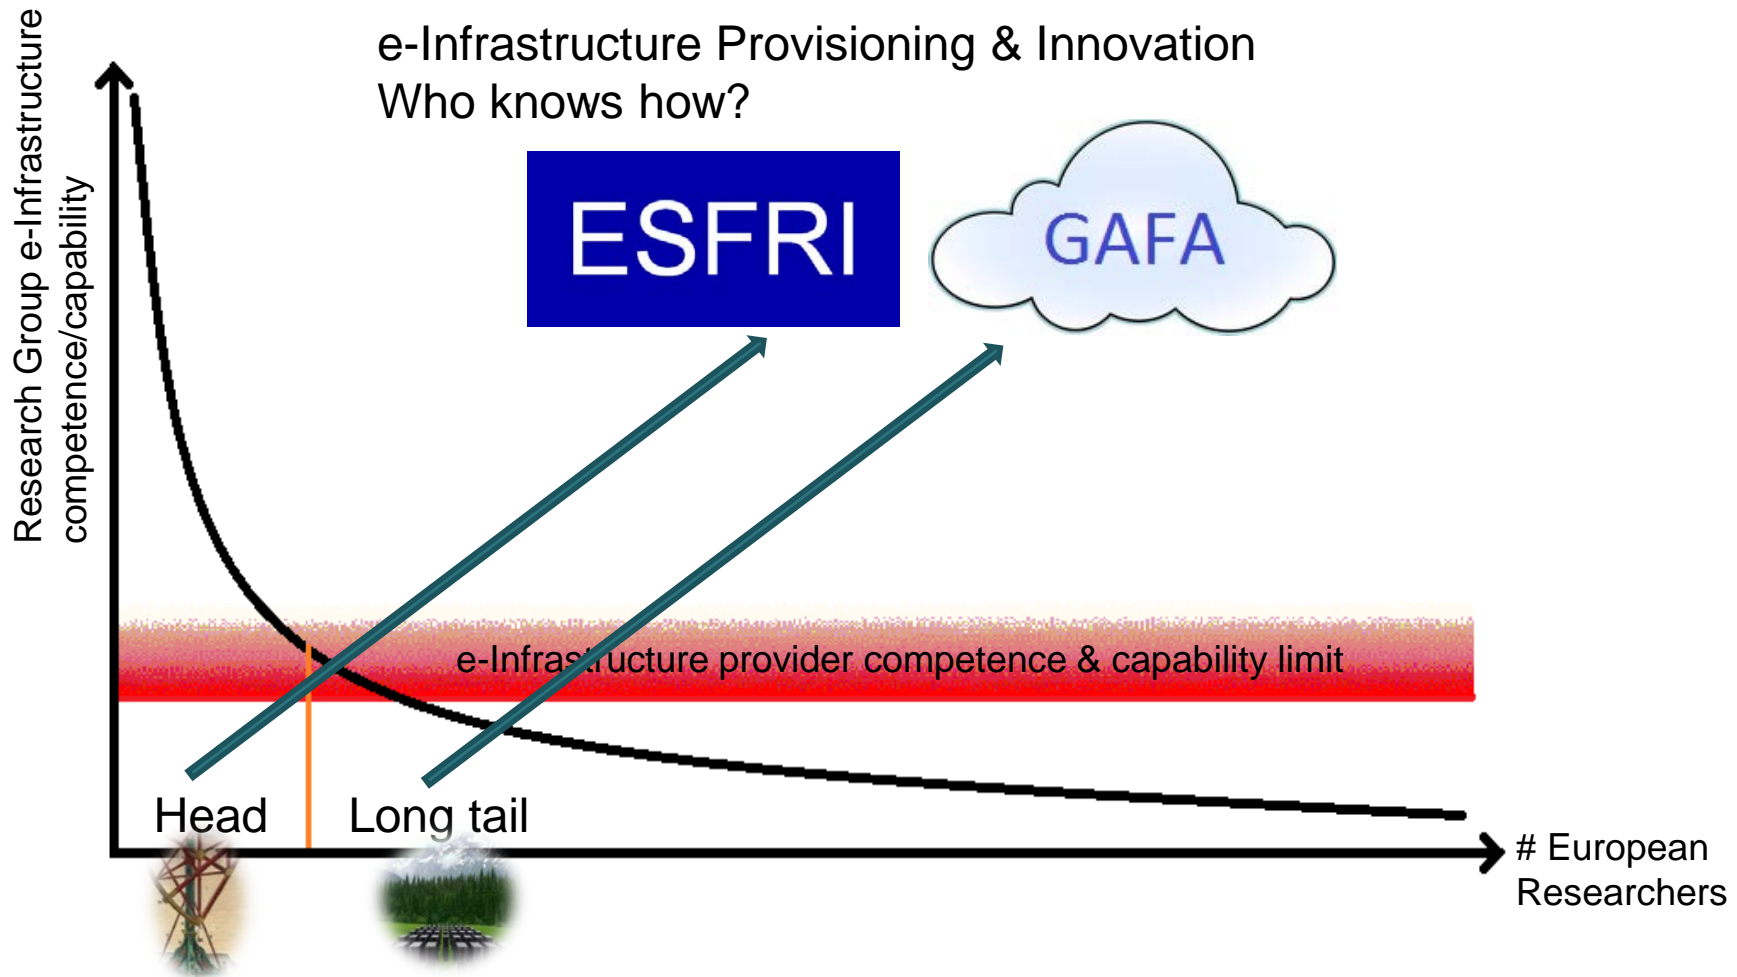 e-Infrastructure Provisioning & Innovation
Who knows how?
Research Group e-Infrastructure
competence/capability
ESFRI
GAFA
e-Infrastructure provider competence & capability limit
Head
Long tail
# European
Researchers